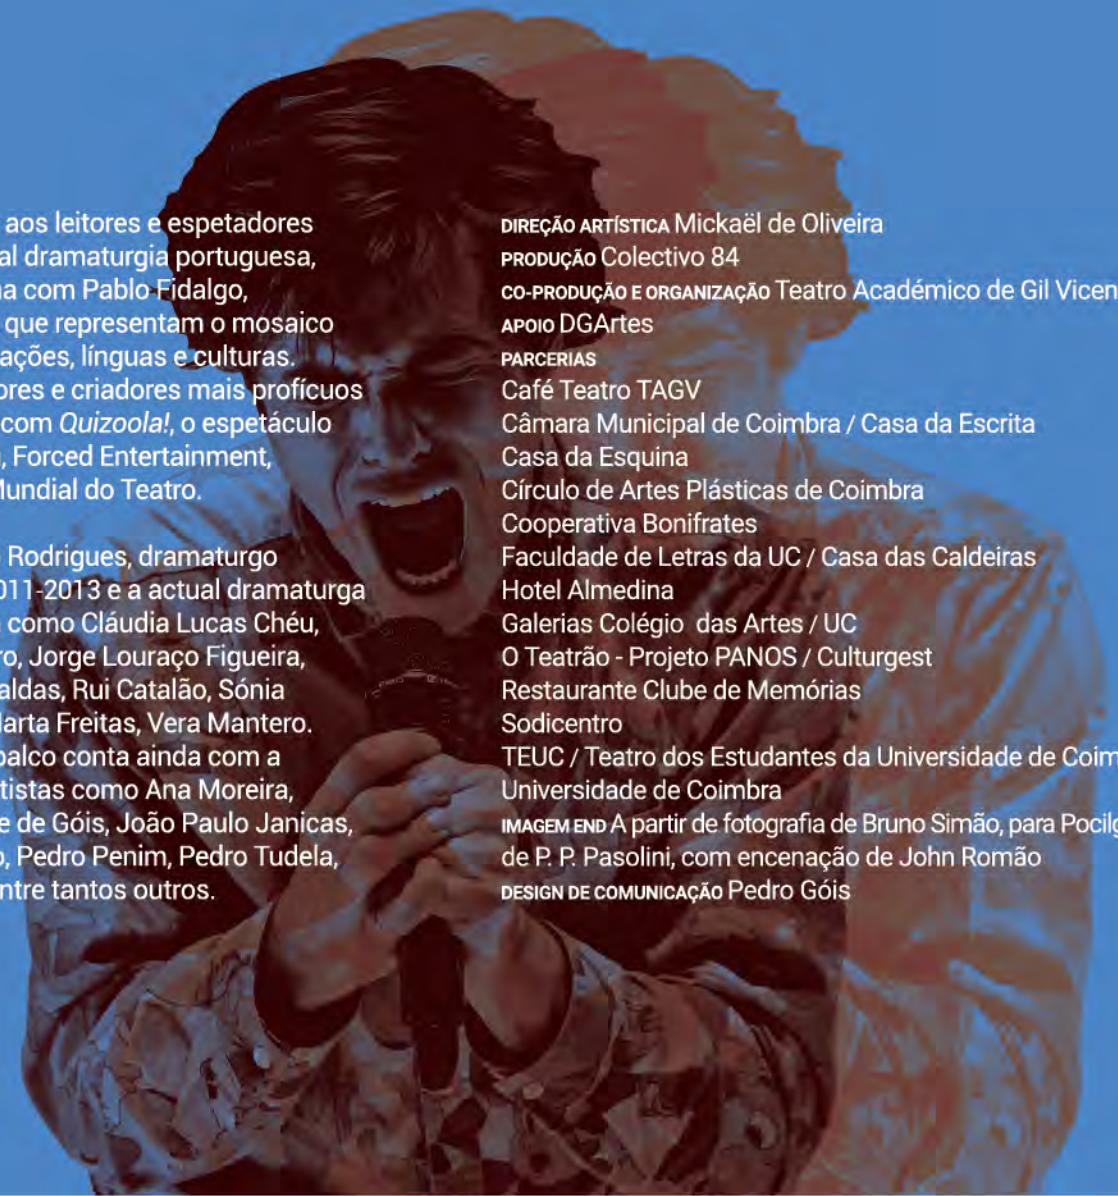 aos leitores e espetadores
al dramaturgia portuguesa,
a com Pablo Fidalgo,
que representam o mosaico
ações, línguas e culturas.
ores e criadores mais profícuos
com Quizoola!, o espetáculo
, Forced Entertainment,
Mundial do Teatro.
Rodrigues, dramaturgo
011-2013 e a actual dramaturga
como Cláudia Lucas Chéu,
ro, Jorge Louraço Figueira,
aldas, Rui Catalão, Sónia
Marta Freitas, Vera Mantero.
palco conta ainda com a
tistas como Ana Moreira,
e de Góis, João Paulo Janicas,
o, Pedro Penim, Pedro Tudela,
ntre tantos outros.
DIREÇÃO ARTÍSTICA Mickaël de Oliveira
PRODUÇÃO Colectivo 84
CO-PRODUÇÃO E ORGANIZAÇÃO Teatro Académico de Gil Vicen
APOIO DGArtes
PARCERIAS
Café Teatro TAGV
Câmara Municipal de Coimbra / Casa da Escrita
Casa da Esquina
Círculo de Artes Plásticas de Coimbra
Cooperativa Bonifrates
Faculdade de Letras da UC / Casa das Caldeiras
Hotel Almedina
Galerias Colégio das Artes / UC
O Teatrão - Projeto PANOS / Culturgest
Restaurante Clube de Memórias
Sodicentro
TEUC / Teatro dos Estudantes da Universidade de Coim
Universidade de Coimbra
IMAGEM END A partir de fotografia de Bruno Simão, para Pocilg
de P. P. Pasolini, com encenação de John Romão
DESIGN DE COMUNICAÇÃO Pedro Góis